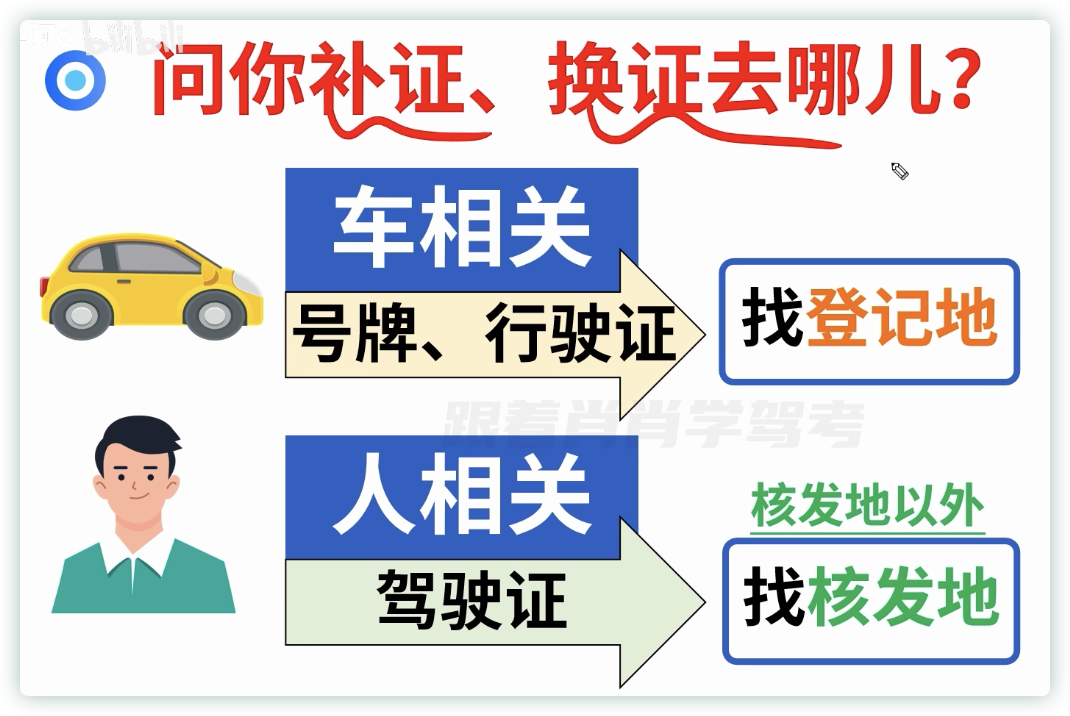 bilibili
问你补证、换证去哪儿？
车相关
号牌、行驶证
找登记地
跟着肖肖学驾考
人相关
驾驶证
核发地以外
找核发地